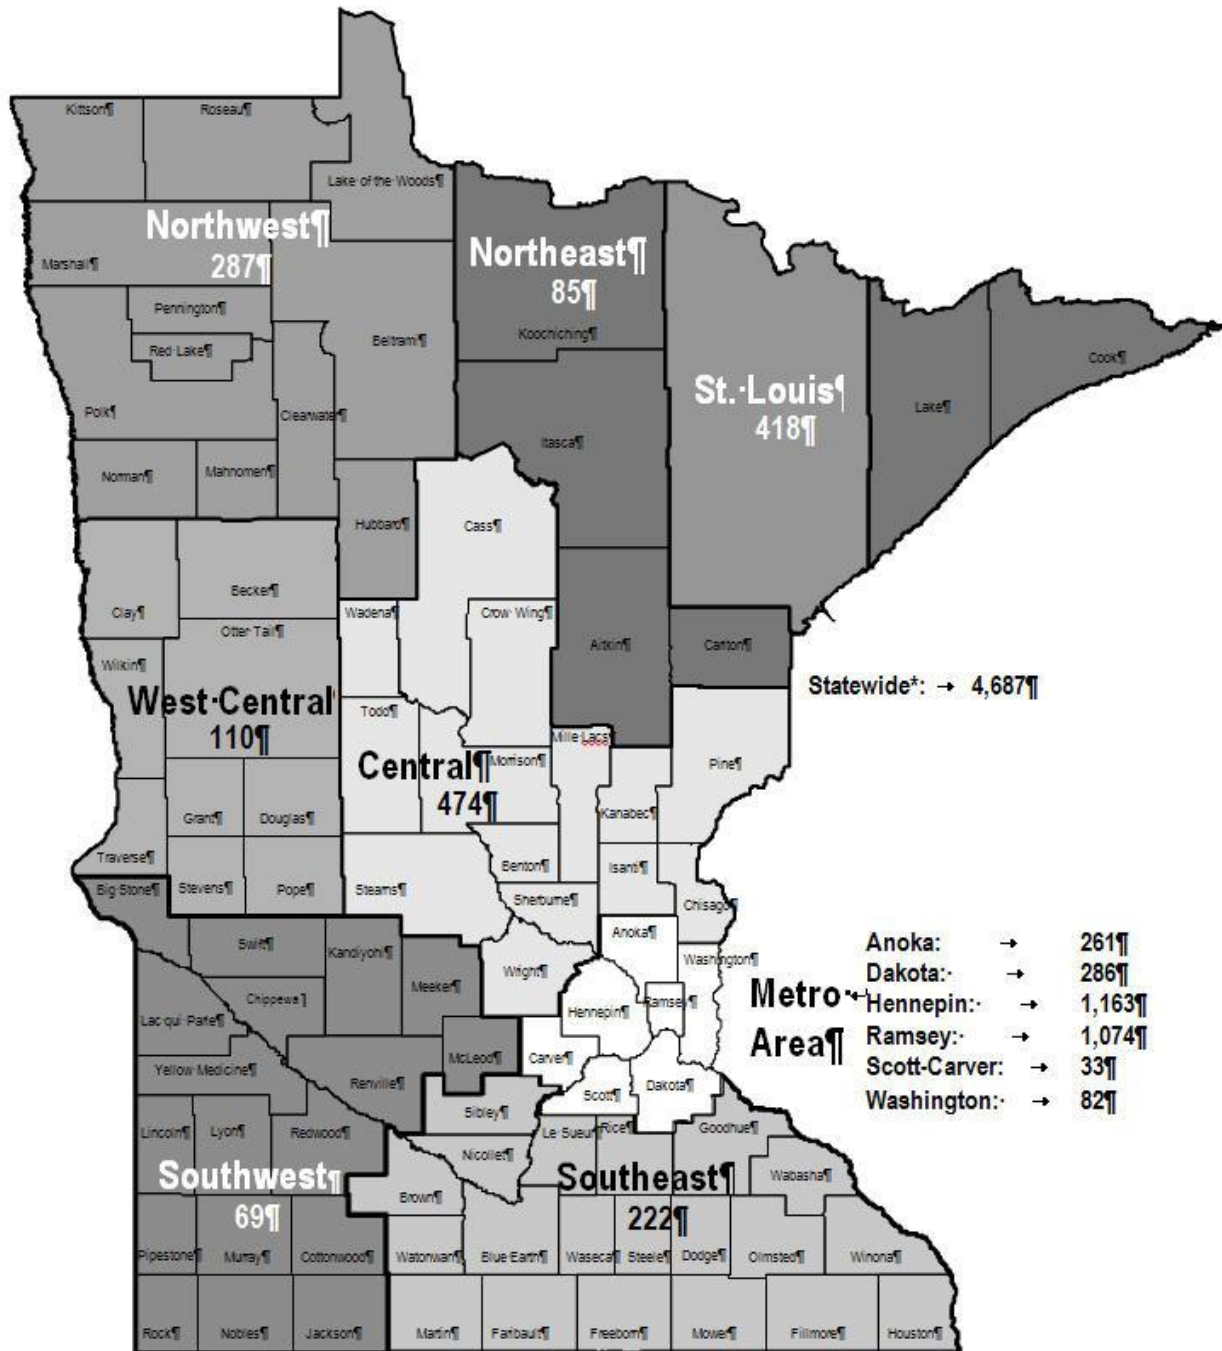 Kittson¶
Roseau¶
Lake·of·the·Woods¶
Northwest¶
287¶
Marshall¶
Northeast¶
85¶
Pennington¶
Koochiching¶
Red·Lake¶
Beltrami¶
Cook¶
St.·Louis¶
418¶
Polk¶
Clearwater¶
Lake¶
Itasca¶
Norman¶
Mahnomen¶
Hubbard¶
Cass¶
Becker¶
Clay¶
Wadena¶
Crow·Wing¶
Otter·Tail¶
Aitkin¶
Carlton¶
Wilkin¶
Statewide*: → 4,687¶
West·Central
110¶
Todd¶
Mille·Lacs¶
Central¶
474¶
Morrison¶
Pine¶
Grant¶
Douglas¶
Kanabec¶
Traverse¶
Benton¶
Isanti¶
Big·Stone¶
Stevens¶
Pope¶
Stearns¶
Sherburne¶
Chisago¶
Swift¶
Kandiyohi¶
Anoka¶
Washington¶
Meeker¶
Wright¶
Chippewa¶
Lac·qui·Parle¶
Hennepin¶
Ramsey¶
Metro·↵
Area¶
Anoka: → 261¶
Dakota:· → 286¶
Hennepin:· → 1,163¶
Ramsey:· → 1,074¶
Scott-Carver: → 33¶
Washington:· → 82¶
Yellow·Medicine¶
Renville¶
McLeod¶
Carver¶
Scott¶
Dakota¶
Sibley¶
Lincoln¶
Lyon¶
Redwood¶
Le·Sueur¶
Rice¶
Goodhue¶
Nicollet¶
Southwest¶
69¶
Southeast¶
222¶
Wabasha¶
Brown¶
Pipestone¶
Murray¶
Cottonwood¶
Watonwan¶
Blue·Earth¶
Waseca¶
Steele¶
Dodge¶
Olmsted¶
Winona¶
Rock¶
Nobles¶
Jackson¶
Martin¶
Faribault¶
Freeborn¶
Mower¶
Fillmore¶
Houston¶